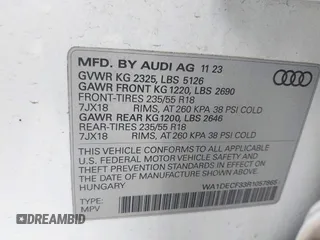 MFD. BY AUDI AG 11 23
GVWR KG 2325, LBS 5126
GAWR FRONT KG 1220, LBS 2690
FRONT-TIRES 235/55 R18
7JX18 RIMS, AT 260 KPA 38 PSI COLD
GAWR REAR KG 1200, LBS 2646
REAR-TIRES 235/55 R18
7JX18 RIMS, AT 260 KPA 38 PSI COLD
THIS VEHICLE CONFORMS TO ALL APPLICABLE
U.S. FEDERAL MOTOR VEHICLE SAFETY AND
THEFT PREVENTION STANDARDS IN EFFECT ON
THE DATE OF MANUFACTURE SHOWN ABOVE.
HUNGARY WA1DECF33R1057965
TYPE:
MPV
DREAMBID